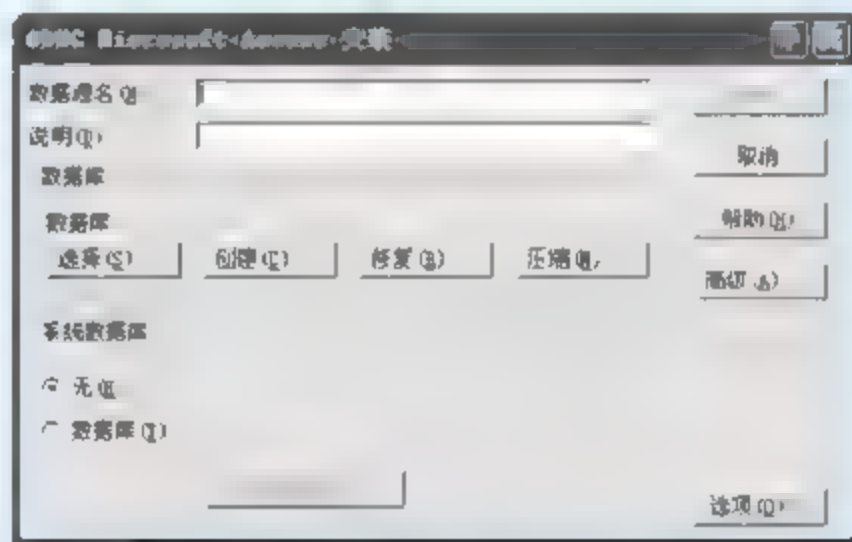 ODBC Microsoft Access 安装
数据源名(N)
说明(D)
取消
数据库
帮助(H)
数据库
选择(S) 创建(C) 修复(R) 压缩
高级(A)
系统数据库
无(E)
数据库(T)
选项(O)